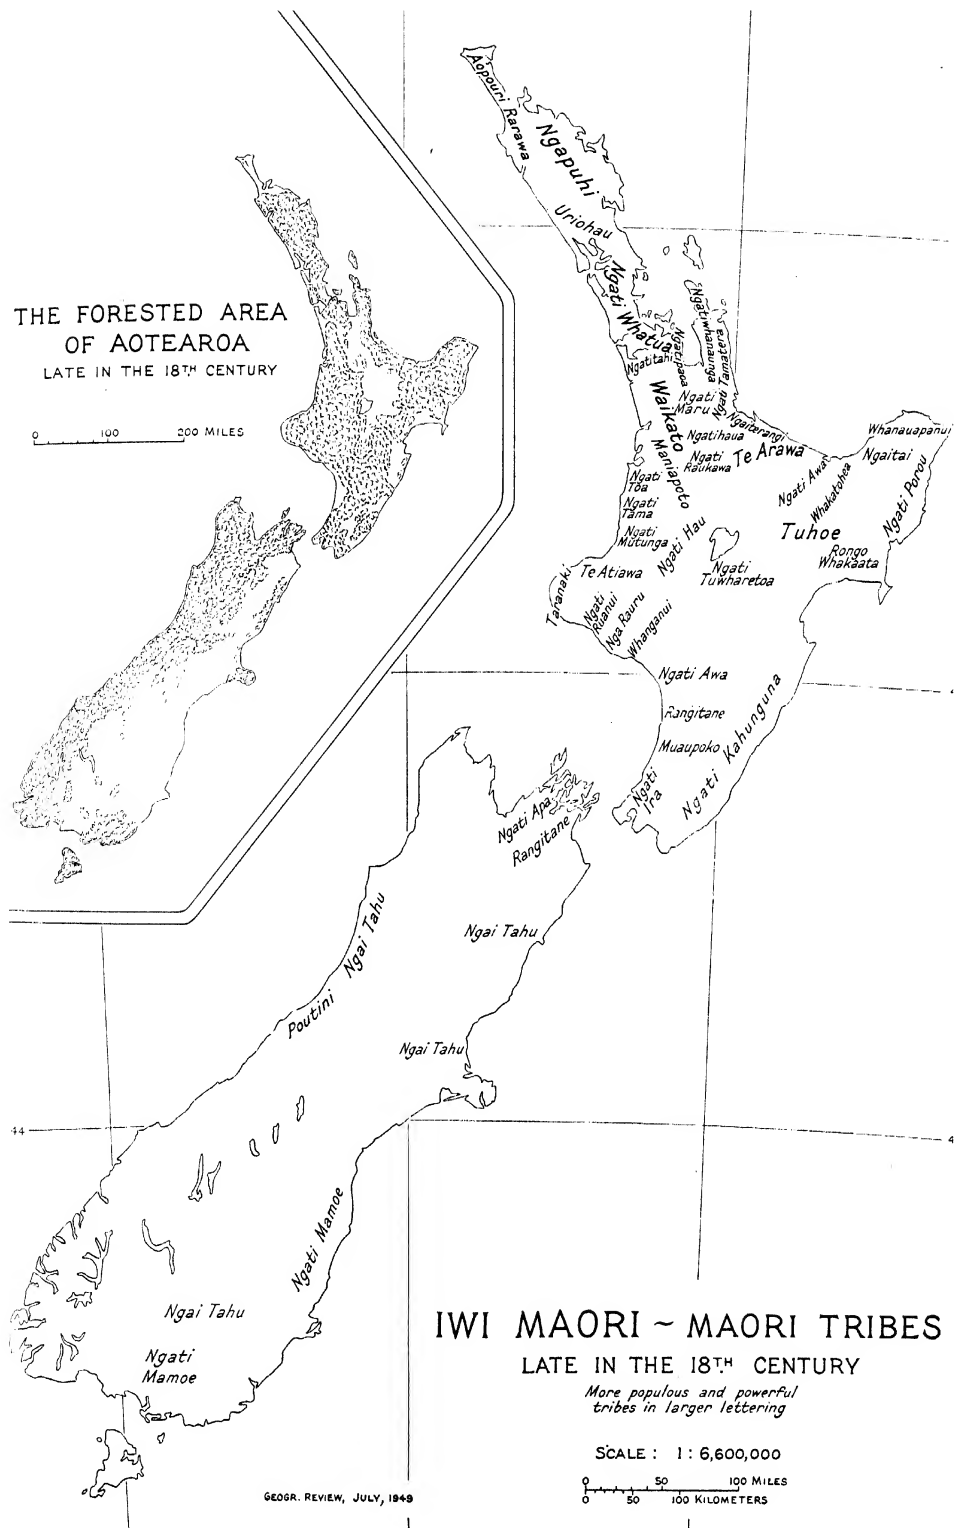 THE FORESTED AREA
OF AOTEAROA
LATE IN THE 18TH CENTURY
0 100 200 MILES
Aopouri Rarawa
Ngapuhi
Uriohau
Ngati Whatua
Ngatitahi
Ngatipaoa
Ngatiwhanaunga
Ngati Tamatera
Ngati
Maru
Waikato
Ngaiterangi
Ngatihaua
Te Arawa
Ngati
Raukawa
Maniapoto
Whanauapanui
Ngaitai
Ngati Porou
Ngati Awa
Whakatohea
Tuhoe
Rongo
Whakaata
Ngati
Toa
Ngati
Tama
Ngati
Mutunga
Ngati Hau
Ngati
Tuwharetoa
Te Atiawa
Taranaki
Ngati
Ruanui
Nga Rauru
Whanganui
Ngati Awa
Rangitane
Muaupoko
Ngati
Ira
Ngati Kahunguna
Ngati Apa
Rangitane
Ngai Tahu
Poutini Ngai Tahu
Ngai Tahu
44
4
Ngati Mamoe
Ngai Tahu
Ngati
Mamoe
IWI MAORI ~ MAORI TRIBES
LATE IN THE 18TH CENTURY
More populous and powerful
tribes in larger lettering
SCALE: 1:6,600,000
0 50 100 MILES
0 50 100 KILOMETERS
GEOGR. REVIEW, JULY, 1949